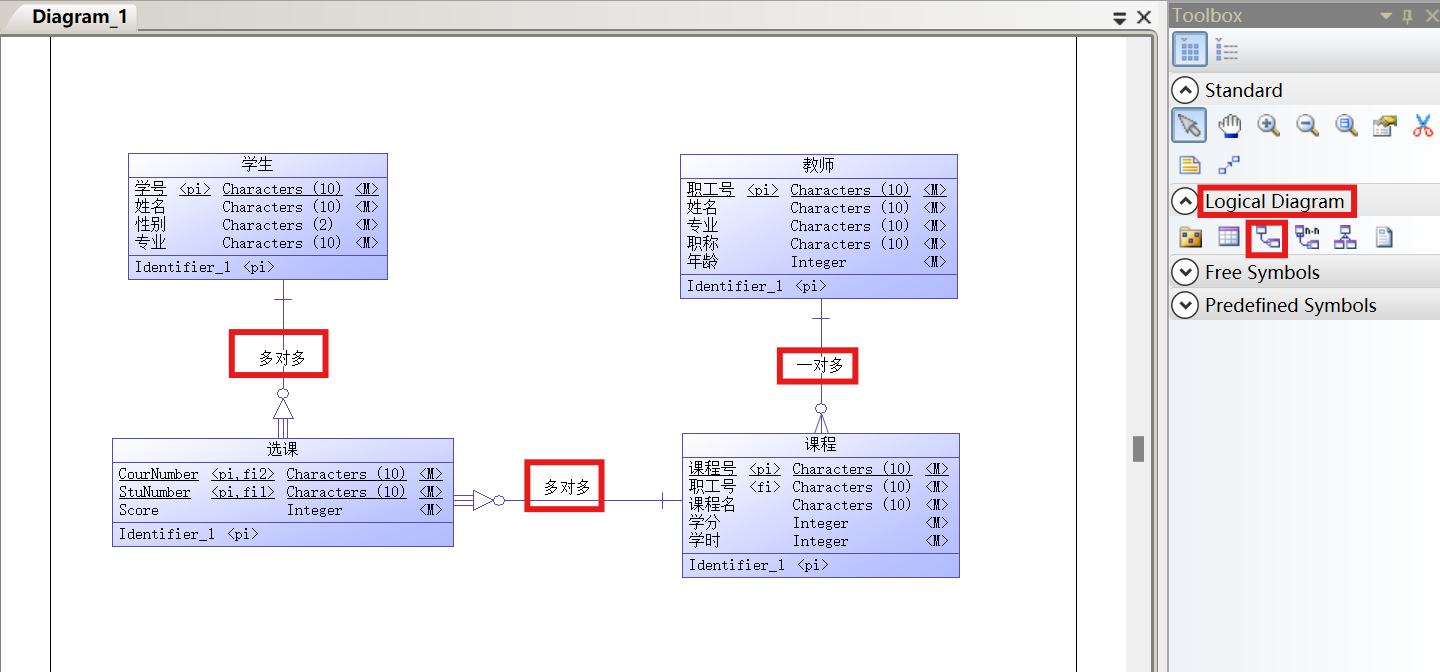 Diagram_1
学生
学号 <pi> Characters (10) <M>
姓名 Characters (10) <M>
性别 Characters (2) <M>
专业 Characters (10) <M>
Identifier_1 <pi>
教师
职工号 <pi> Characters (10) <M>
姓名 Characters (10) <M>
专业 Characters (10) <M>
职称 Characters (10) <M>
年龄 Integer <M>
Identifier_1 <pi>
多对多
一对多
选课
CourNumber <pi,fi2> Characters (10) <M>
StuNumber <pi,fi1> Characters (10) <M>
Score Integer <M>
Identifier_1 <pi>
多对多
课程
课程号 <pi> Characters (10) <M>
职工号 <fi> Characters (10) <M>
课程名 Characters (10) <M>
学分 Integer <M>
学时 Integer <M>
Identifier_1 <pi>
Toolbox
Standard
Logical Diagram
n-n
Free Symbols
Predefined Symbols